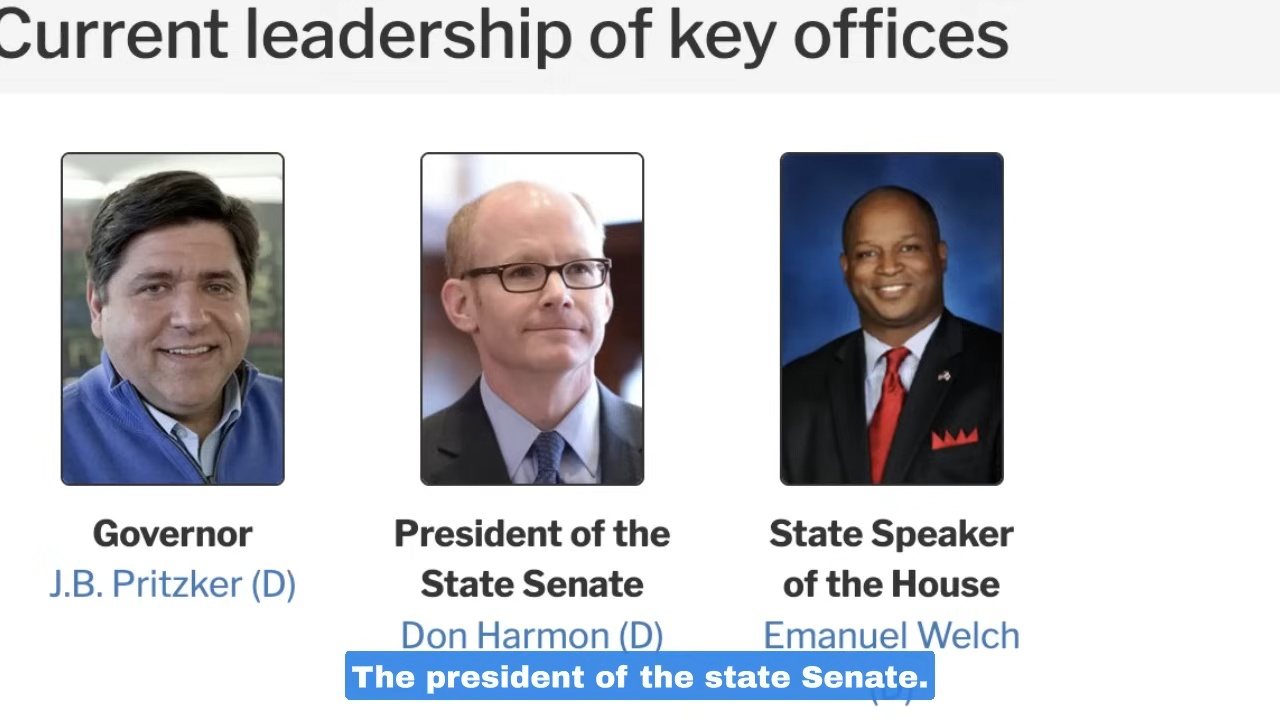 Current leadership of key offices
Governor
J.B. Pritzker (D)
President of the
State Senate
Don Harmon (D)
State Speaker
of the House
Emanuel Welch
(D)
The president of the state Senate.